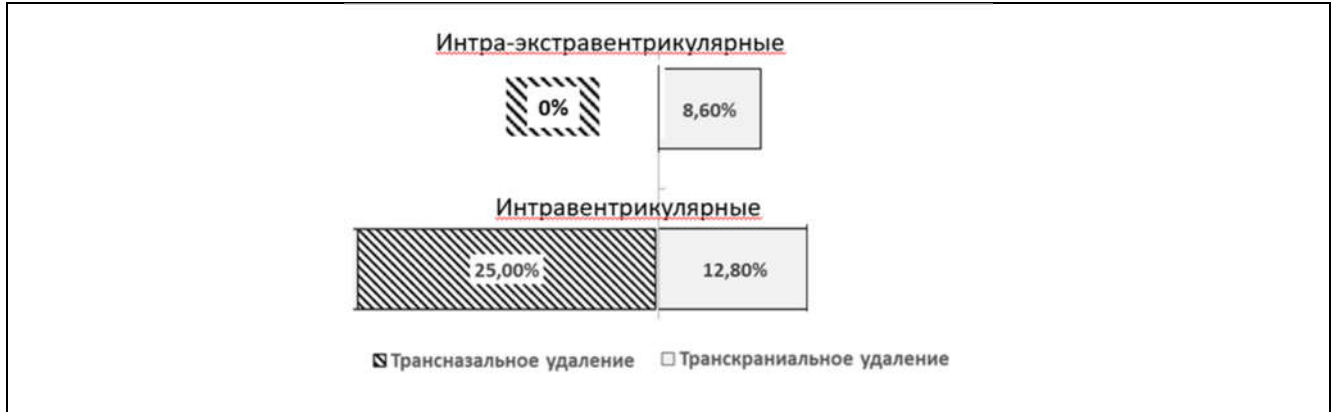 Интра-экстравентрикулярные
0% 8,60%
Интравентрикулярные
25,00% 12,80%
Трансназальное удаление Транскраниальное удаление